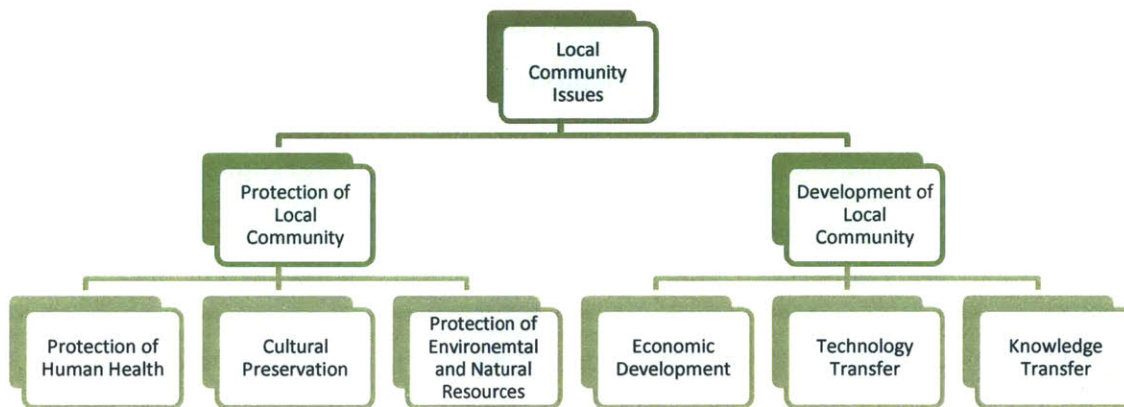 Local
Community
Issues
Protection of
Local
Community
Development of
Local
Community
Protection of
Human Health
Cultural
Preservation
Protection of
Environemtal
and Natural
Resources
Economic
Development
Technology
Transfer
Knowledge
Transfer